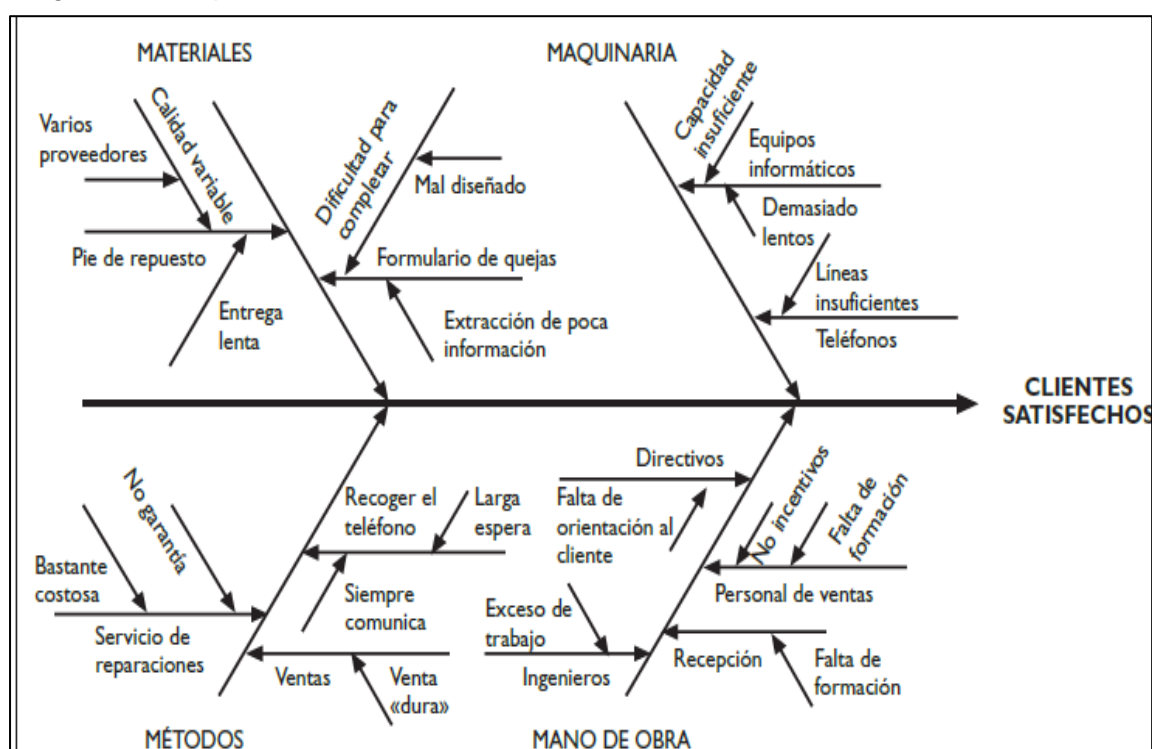 MATERIALES
MAQUINARIA
Varios
proveedores
Calidad variable
Pie de repuesto
Entrega
lenta
Dificultad para
completar
Mal diseñado
Formulario de quejas
Extracción de poca
información
Capacidad
insuficiente
Equipos
informáticos
Demasiado
lentos
Líneas
insuficientes
Teléfonos
CLIENTES
SATISFECHOS
No garantía
Bastante
costosa
Servicio de
reparaciones
Recoger el
teléfono
Larga
espera
Siempre
comunica
Ventas
Venta
«dura»
Directivos
Falta de
orientación al
cliente
No incentivos
Falta de
formación
Personal de ventas
Exceso de
trabajo
Ingenieros
Recepción
Falta de
formación
MÉTODOS
MANO DE OBRA